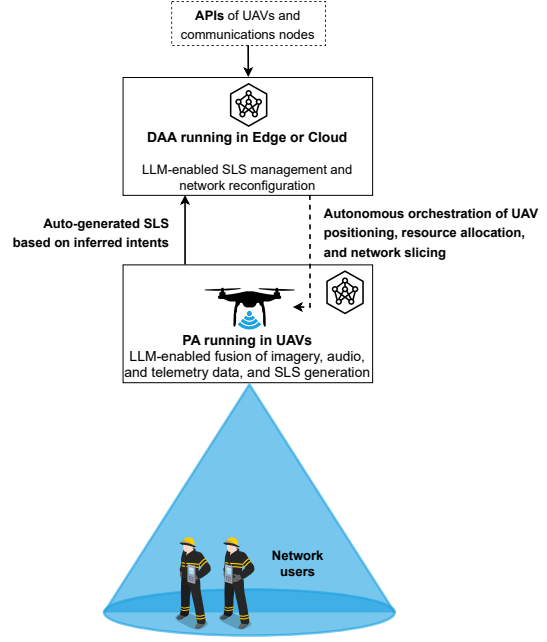 APIs of UAVs and
communications nodes
DAA running in Edge or Cloud
LLM-enabled SLS management and
network reconfiguration
Auto-generated SLS
based on inferred intents
Autonomous orchestration of UAV
positioning, resource allocation,
and network slicing
PA running in UAVs
LLM-enabled fusion of imagery, audio,
and telemetry data, and SLS generation
Network
users